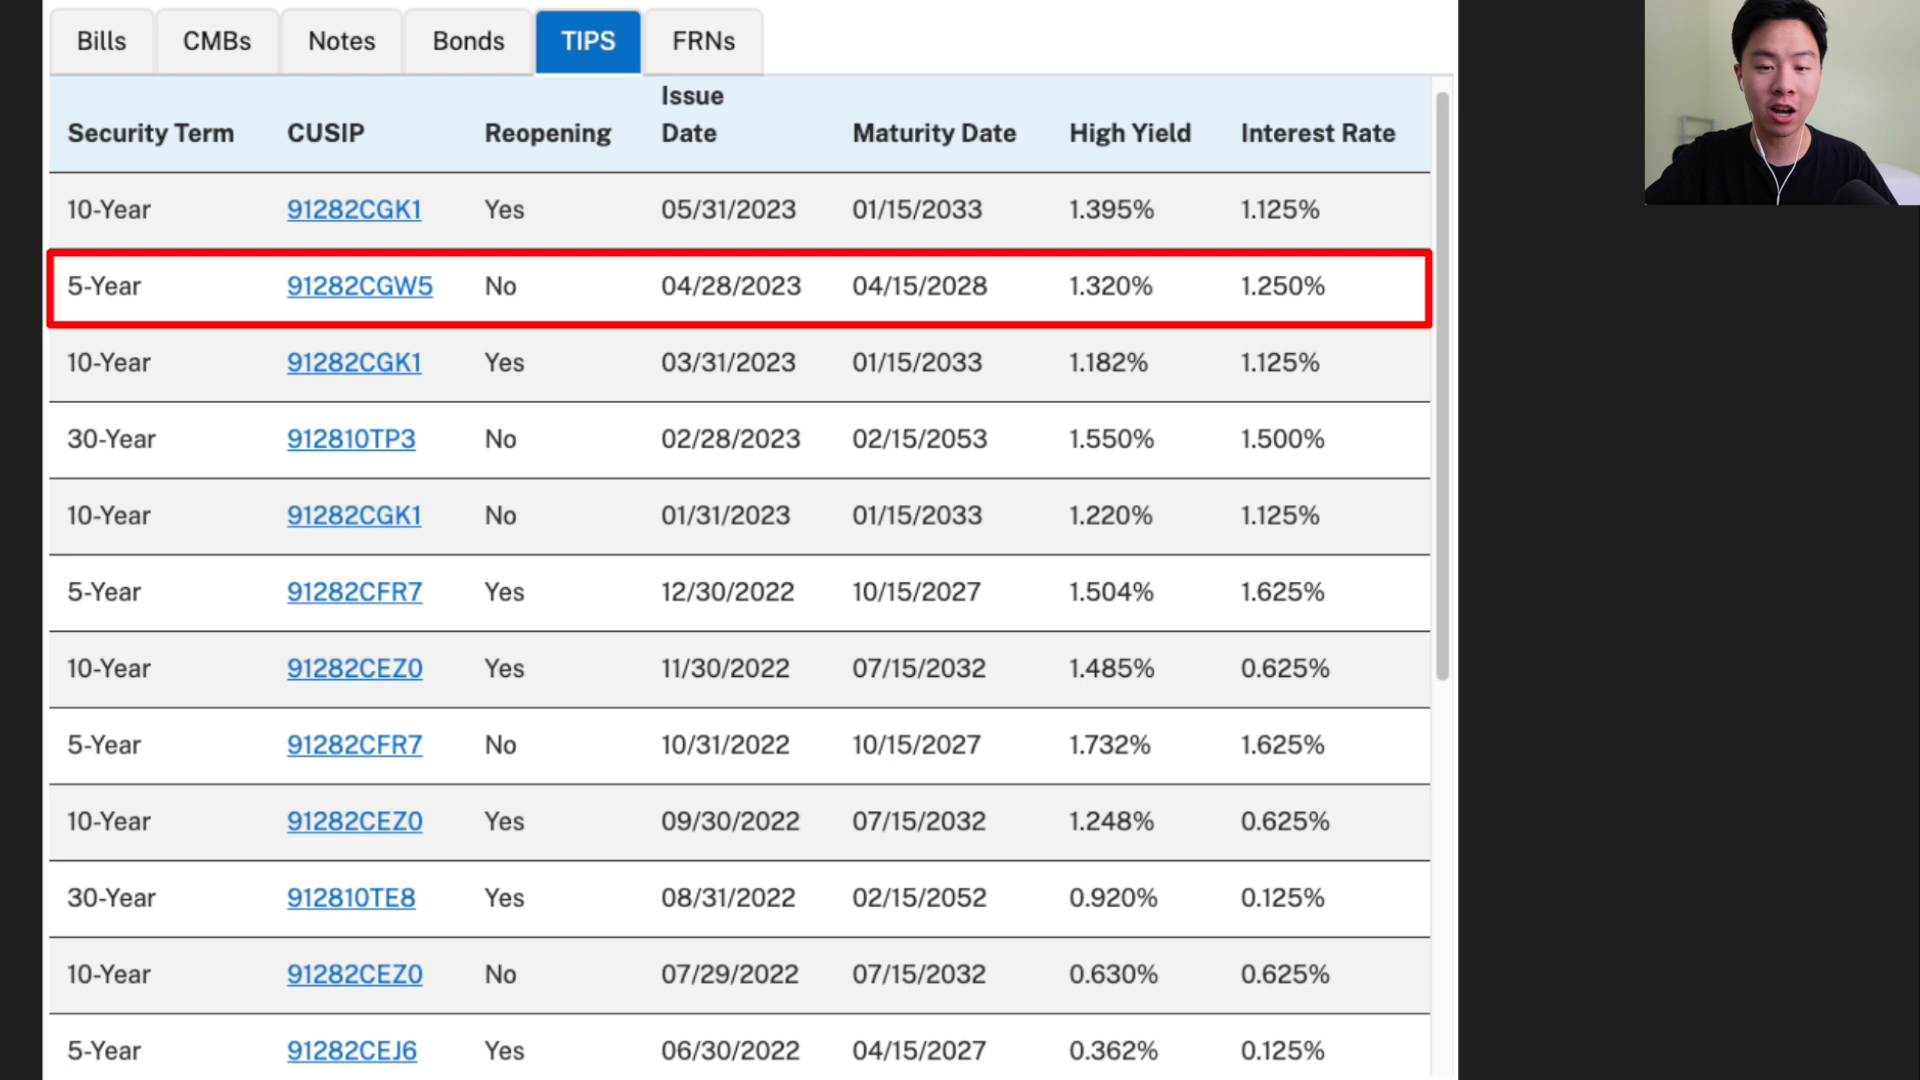 Bills CMBs Notes Bonds TIPS FRNs
Security Term CUSIP Reopening Issue Date Maturity Date High Yield Interest Rate
10-Year 91282CGK1 Yes 05/31/2023 01/15/2033 1.395% 1.125%
5-Year 91282CGW5 No 04/28/2023 04/15/2028 1.320% 1.250%
10-Year 91282CGK1 Yes 03/31/2023 01/15/2033 1.182% 1.125%
30-Year 912810TP3 No 02/28/2023 02/15/2053 1.550% 1.500%
10-Year 91282CGK1 No 01/31/2023 01/15/2033 1.220% 1.125%
5-Year 91282CFR7 Yes 12/30/2022 10/15/2027 1.504% 1.625%
10-Year 91282CEZ0 Yes 11/30/2022 07/15/2032 1.485% 0.625%
5-Year 91282CFR7 No 10/31/2022 10/15/2027 1.732% 1.625%
10-Year 91282CEZ0 Yes 09/30/2022 07/15/2032 1.248% 0.625%
30-Year 912810TE8 Yes 08/31/2022 02/15/2052 0.920% 0.125%
10-Year 91282CEZ0 No 07/29/2022 07/15/2032 0.630% 0.625%
5-Year 91282CEJ6 Yes 06/30/2022 04/15/2027 0.362% 0.125%